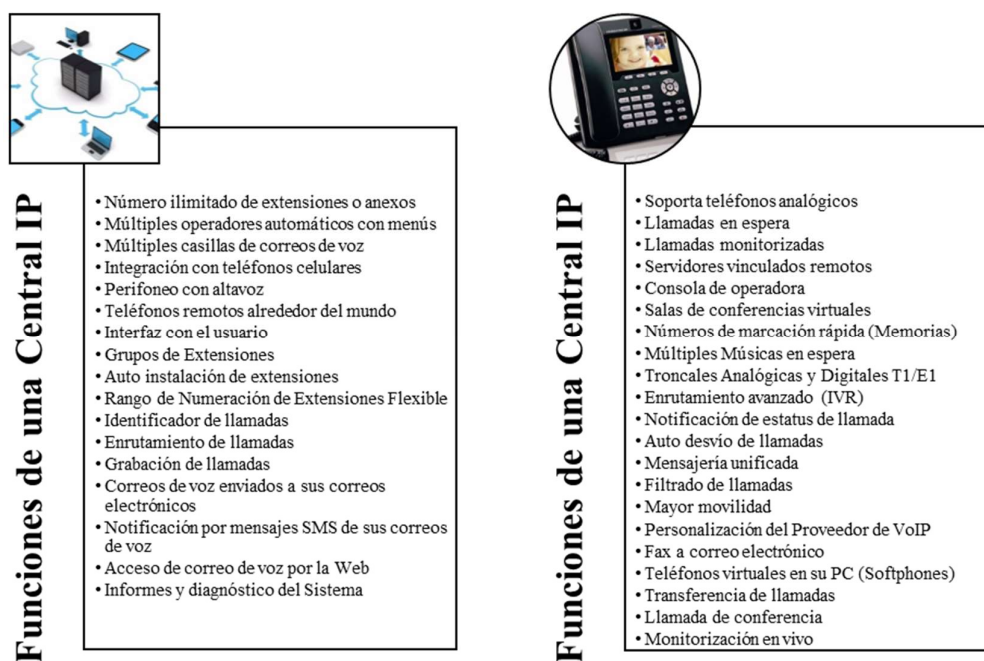 Funciones de una Central IP
• Número ilimitado de extensiones o anexos
• Múltiples operadores automáticos con menús
• Múltiples casillas de correos de voz
• Integración con teléfonos celulares
• Perifoneo con altavoz
• Teléfonos remotos alrededor del mundo
• Interfaz con el usuario
• Grupos de Extensiones
• Auto instalación de extensiones
• Rango de Numeración de Extensiones Flexible
• Identificador de llamadas
• Enrutamiento de llamadas
• Grabación de llamadas
• Correos de voz enviados a sus correos
electrónicos
• Notificación por mensajes SMS de sus correos
de voz
• Acceso de correo de voz por la Web
• Informes y diagnóstico del Sistema
Funciones de una Central IP
• Soporta teléfonos analógicos
• Llamadas en espera
• Llamadas monitorizadas
• Servidores vinculados remotos
• Consola de operadora
• Salas de conferencias virtuales
• Números de marcación rápida (Memorias)
• Múltiples Músicas en espera
• Troncales Analógicas y Digitales T1/E1
• Enrutamiento avanzado (IVR)
• Notificación de estatus de llamada
• Auto desvío de llamadas
• Mensajería unificada
• Filtrado de llamadas
• Mayor movilidad
• Personalización del Proveedor de VoIP
• Fax a correo electrónico
• Teléfonos virtuales en su PC (Softphones)
• Transferencia de llamadas
• Llamada de conferencia
• Monitorización en vivo